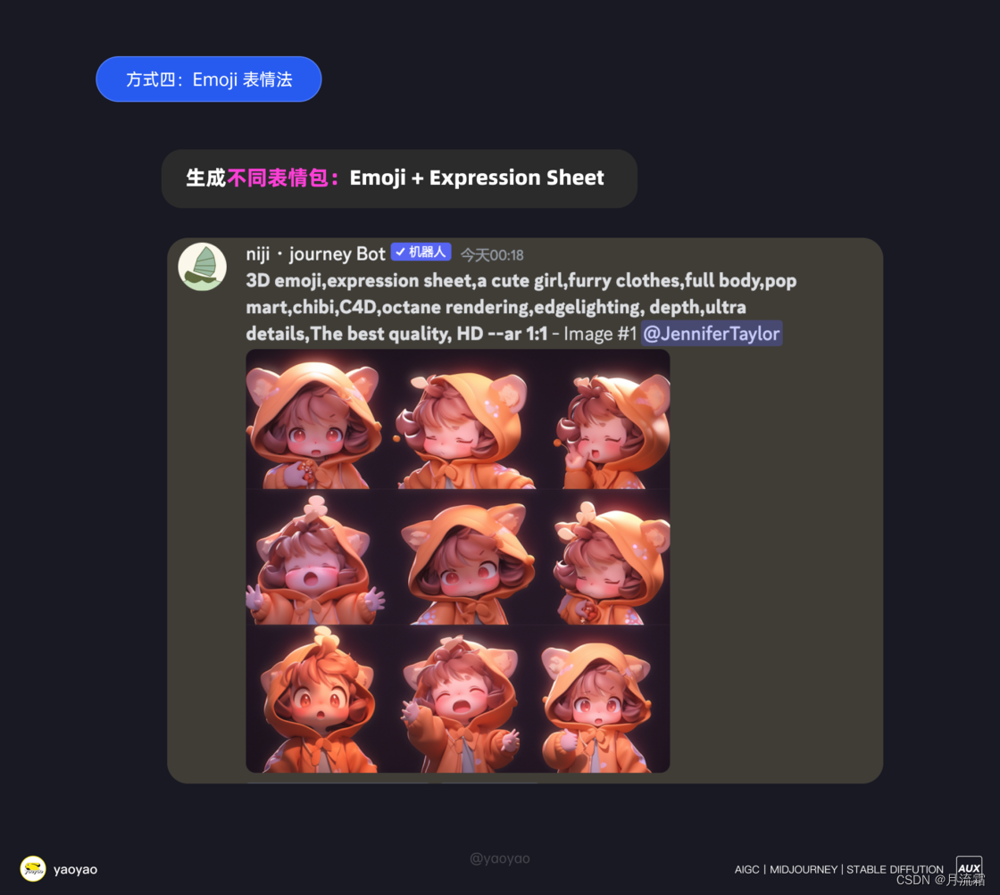 方式四：Emoji 表情法
生成不同表情包：Emoji + Expression Sheet
niji · journey Bot ✓ 机器人 今天00:18
3D emoji,expression sheet,a cute girl,furry clothes,full body,pop
mart,chibi,C4D,octane rendering,edgelighting, depth,ultra
details,The best quality, HD --ar 1:1 - Image #1 @JenniferTaylor
@yaoyao
yaoyao
AIGC | MIDJOURNEY | STABLE DIFFUTION
AUX
CSDN @月流霜